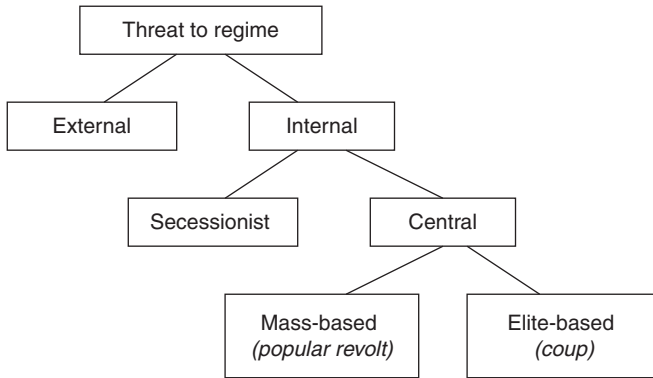 Threat to regime
External
Internal
Secessionist
Central
Mass-based
(popular revolt)
Elite-based
(coup)